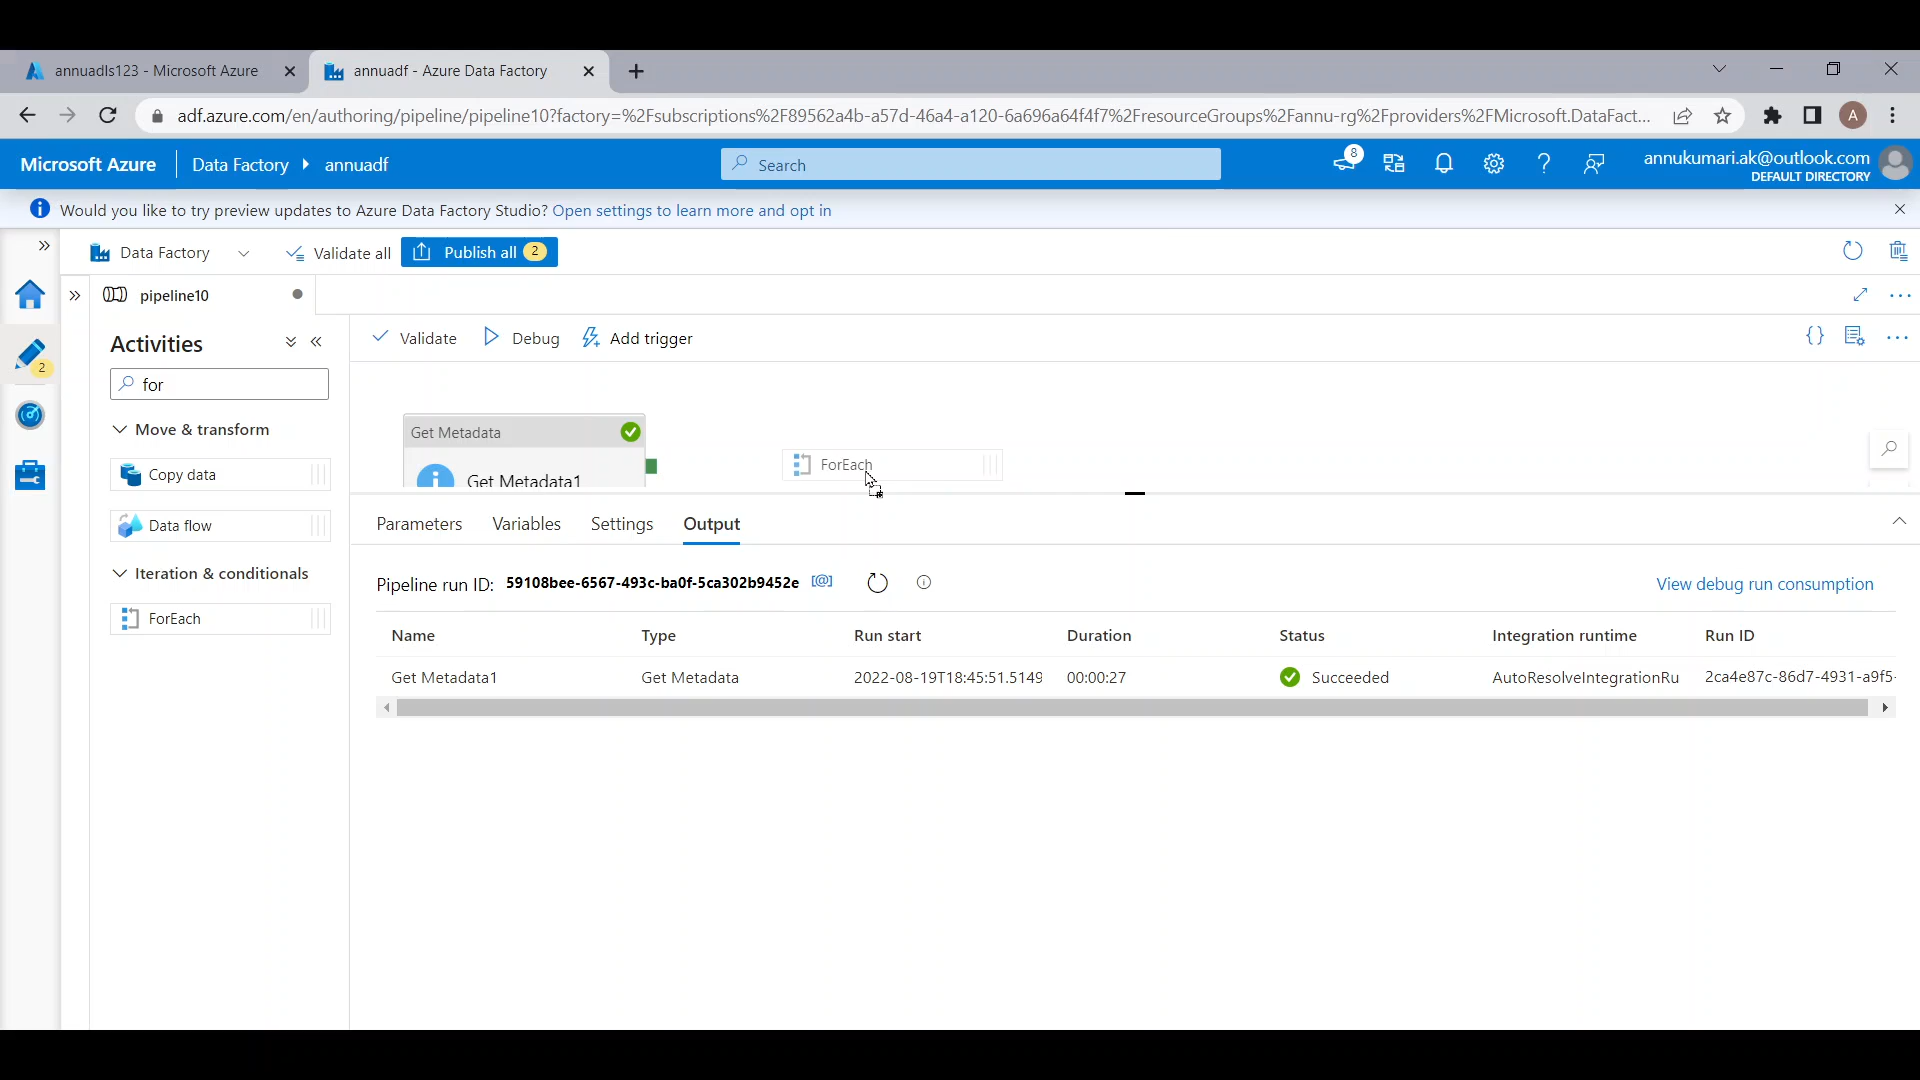 annuadls123 - Microsoft Azure
annuadf - Azure Data Factory
adf.azure.com/en/authoring/pipeline/pipeline10?factory=%2Fsubscriptions%2F89562a4b-a57d-46a4-a120-6a696a64f4f7%2FresourceGroups%2Fannu-rg%2Fproviders%2FMicrosoft.DataFact...
A
Microsoft Azure
Data Factory
annuadf
Search
8
annukumari.ak@outlook.com
DEFAULT DIRECTORY
Would you like to try preview updates to Azure Data Factory Studio? Open settings to learn more and opt in
Data Factory
Validate all
Publish all 2
pipeline10
2
Activities
for
Move & transform
Copy data
Data flow
Iteration & conditionals
ForEach
Validate
Debug
Add trigger
Get Metadata
Get Metadata1
ForEach
Parameters Variables Settings Output
Pipeline run ID: 59108bee-6567-493c-ba0f-5ca302b9452e
View debug run consumption
Name Type Run start Duration Status Integration runtime Run ID
Get Metadata1 Get Metadata 2022-08-19T18:45:51.5149 00:00:27 Succeeded AutoResolveIntegrationRu 2ca4e87c-86d7-4931-a9f5-